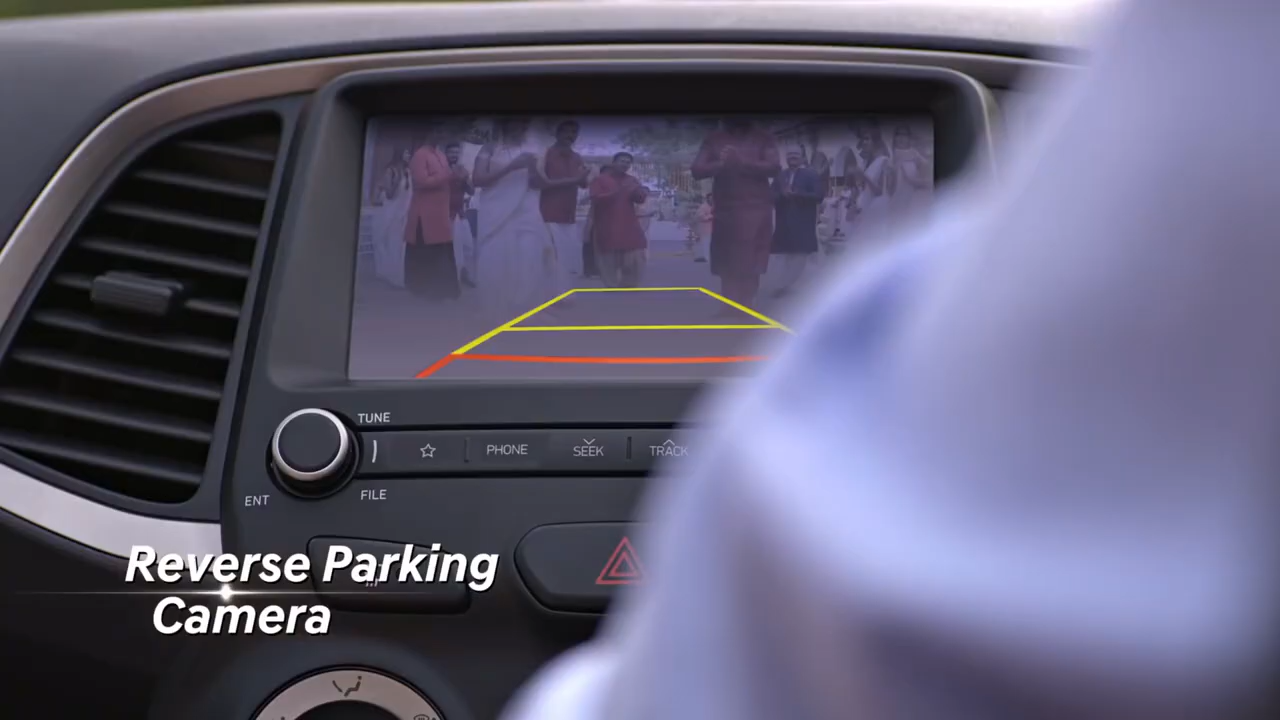 TUNE
PHONE
SEEK
TRACK
ENT
FILE
Reverse Parking
Camera